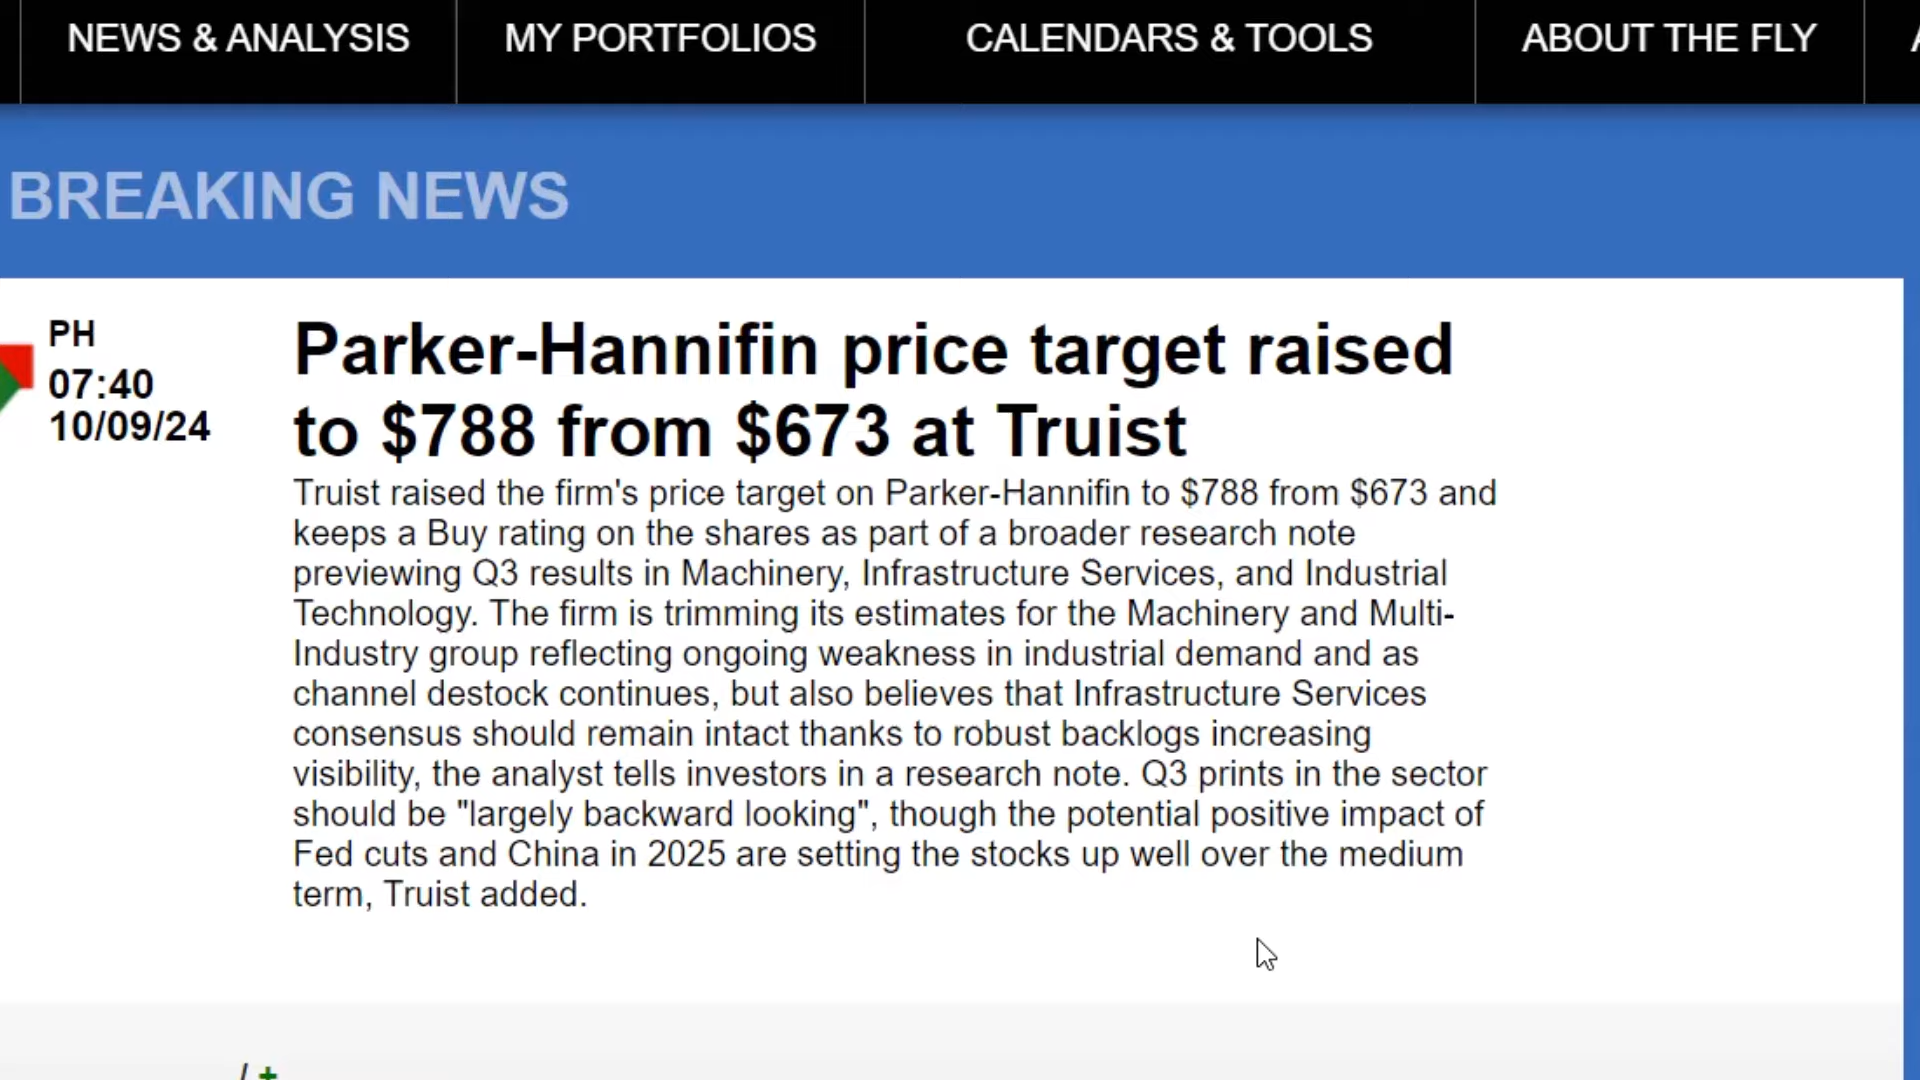 NEWS & ANALYSIS
MY PORTFOLIOS
CALENDARS & TOOLS
ABOUT THE FLY
BREAKING NEWS
PH
07:40
10/09/24
Parker-Hannifin price target raised
to $788 from $673 at Truist
Truist raised the firm's price target on Parker-Hannifin to $788 from $673 and
keeps a Buy rating on the shares as part of a broader research note
previewing Q3 results in Machinery, Infrastructure Services, and Industrial
Technology. The firm is trimming its estimates for the Machinery and Multi-
Industry group reflecting ongoing weakness in industrial demand and as
channel destock continues, but also believes that Infrastructure Services
consensus should remain intact thanks to robust backlogs increasing
visibility, the analyst tells investors in a research note. Q3 prints in the sector
should be "largely backward looking", though the potential positive impact of
Fed cuts and China in 2025 are setting the stocks up well over the medium
term, Truist added.